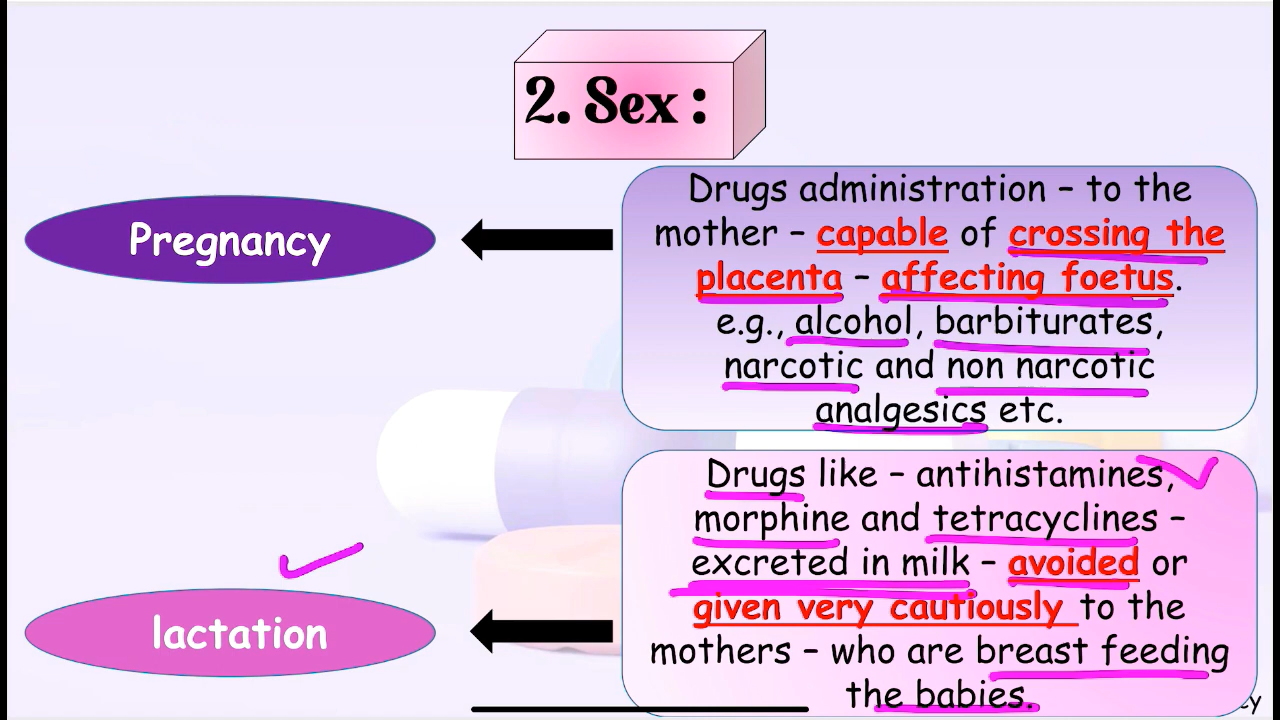 2. Sex :
Pregnancy
Drugs administration – to the
mother – capable of crossing the
placenta – affecting foetus.
e.g., alcohol, barbiturates,
narcotic and non narcotic
analgesics etc.
lactation
Drugs like – antihistamines,
morphine and tetracyclines –
excreted in milk – avoided or
given very cautiously to the
mothers – who are breast feeding
the babies.